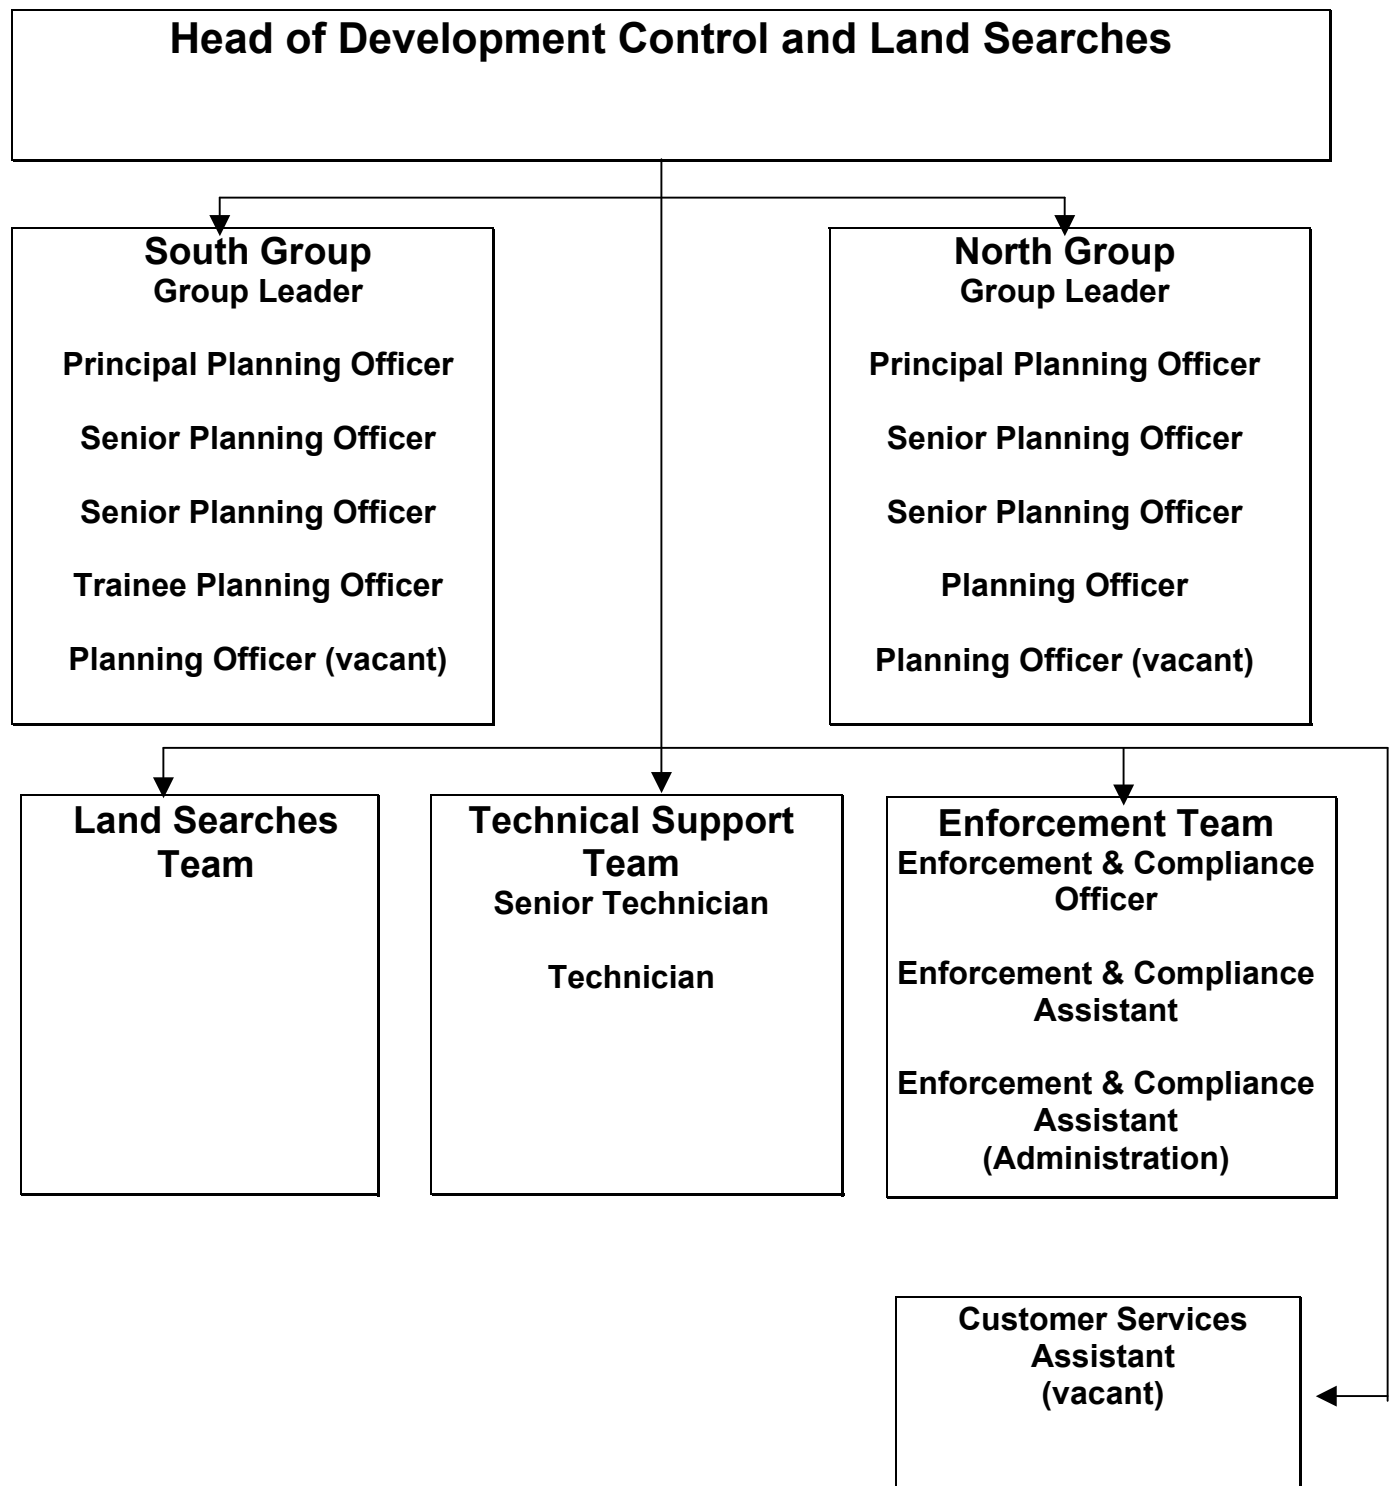 Head of Development Control and Land Searches
South Group
Group Leader
Principal Planning Officer
Senior Planning Officer
Senior Planning Officer
Trainee Planning Officer
Planning Officer (vacant)
North Group
Group Leader
Principal Planning Officer
Senior Planning Officer
Senior Planning Officer
Planning Officer
Planning Officer (vacant)
Land Searches
Team
Technical Support
Team
Senior Technician
Technician
Enforcement Team
Enforcement & Compliance
Officer
Enforcement & Compliance
Assistant
Enforcement & Compliance
Assistant
(Administration)
Customer Services
Assistant
(vacant)